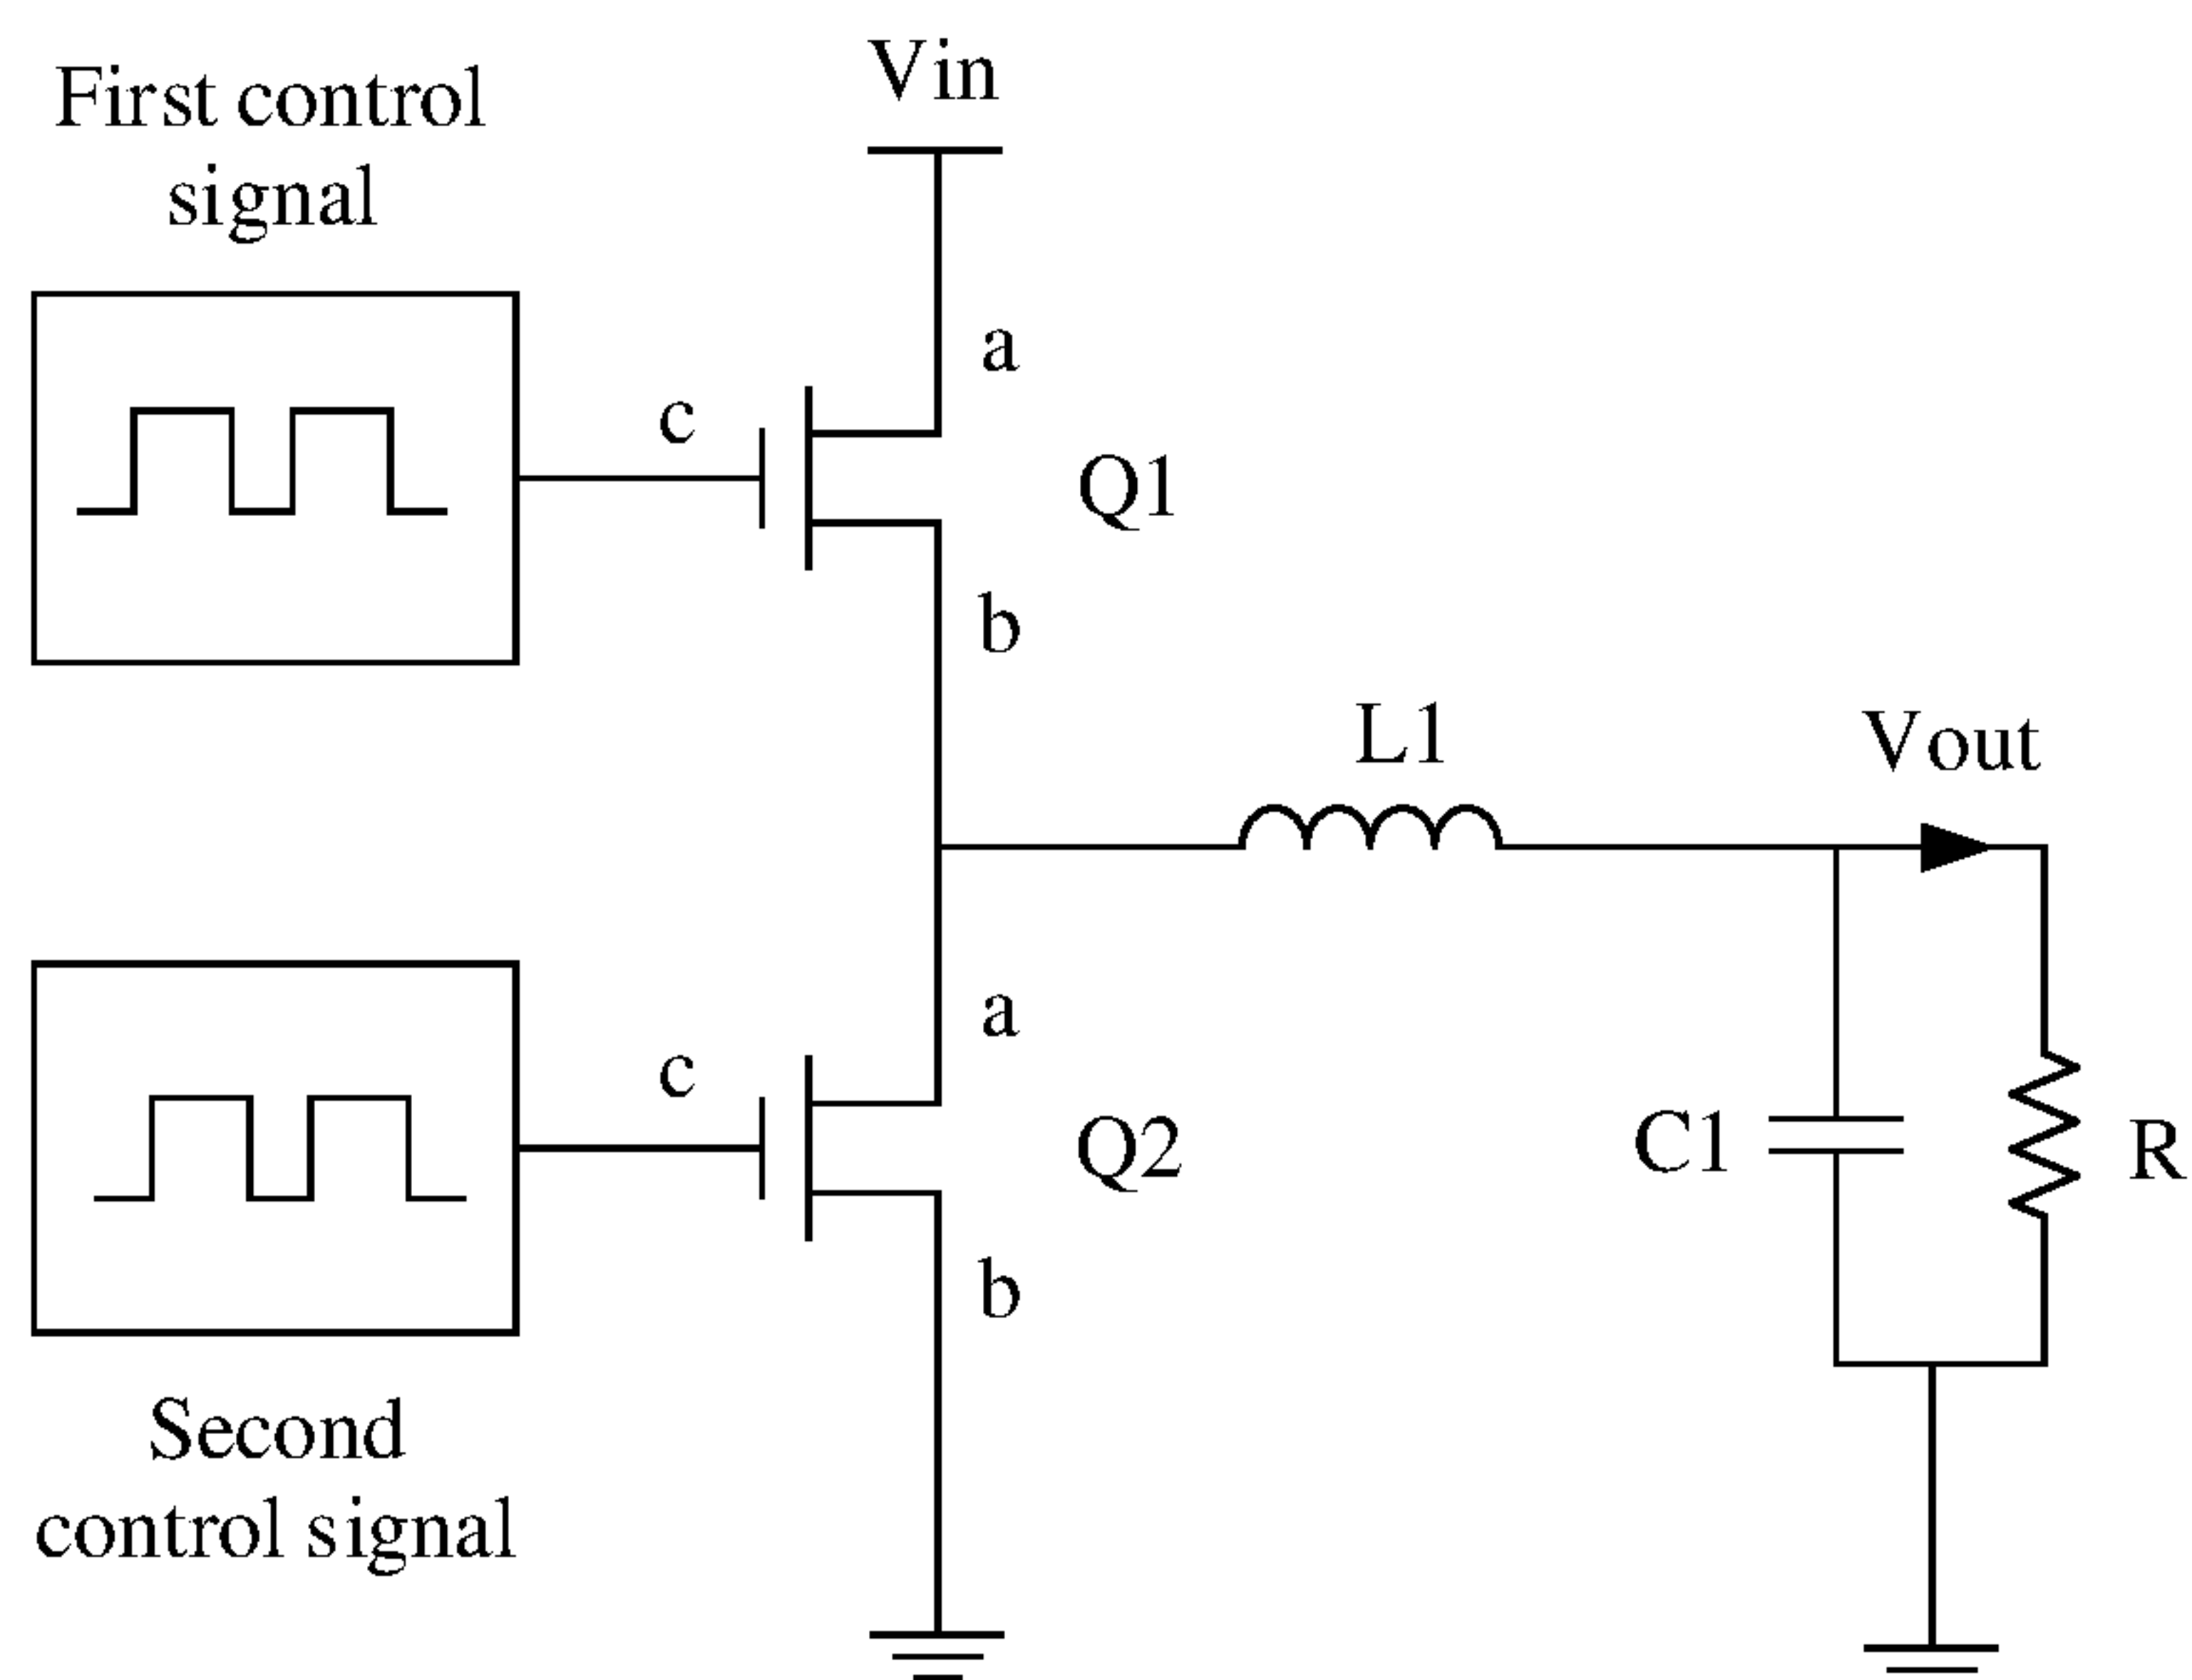 First control
signal
Vin
a
c
Q1
b
L1
Vout
a
c
Q2
C1
R
b
Second
control signal